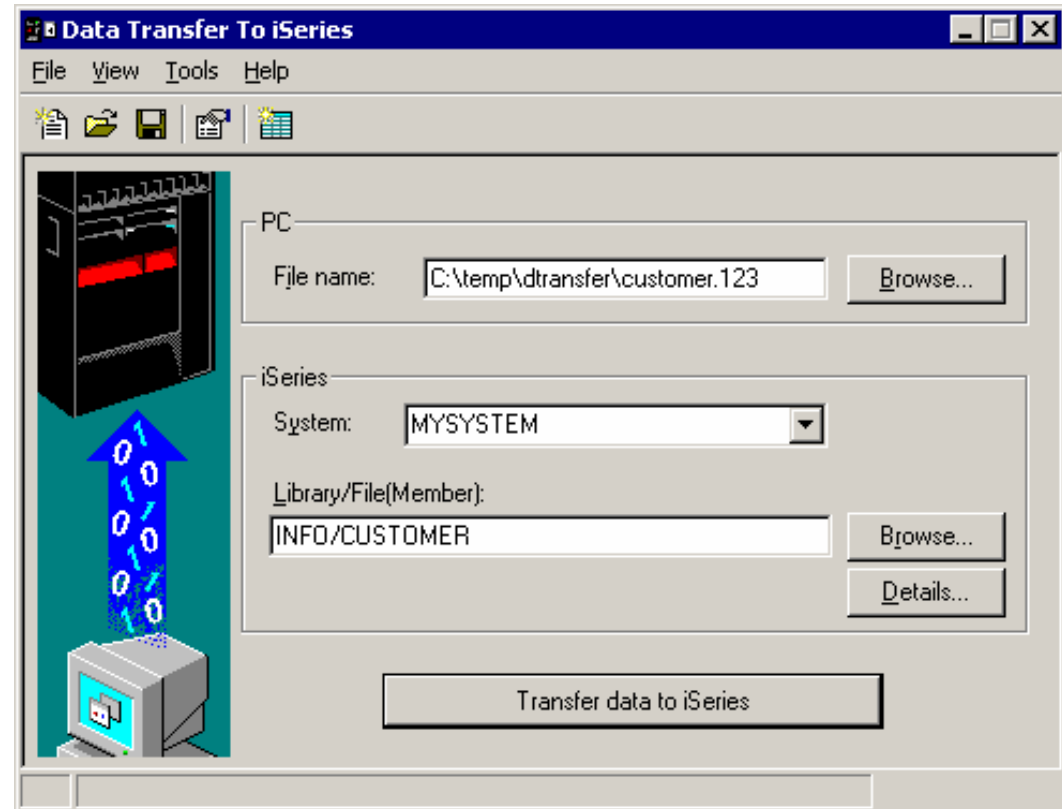 Data Transfer To iSeries
File View Tools Help
PC
File name: C:\temp\dtransfer\customer.123 Browse...
iSeries
System: MYSYSTEM
Library/File(Member):
INFO/CUSTOMER Browse...
Details...
Transfer data to iSeries